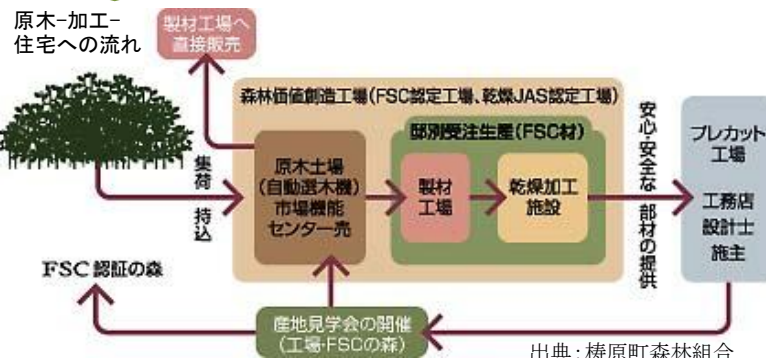 原木-加工-
住宅への流れ
製材工場へ
直接販売
森林価値創造工場(FSC認定工場、乾燥JAS認定工場)
邸別受注生産(FSC材)
集荷 持込
原木土場
(自動選木機)
市場機能
センター売
製材
工場
乾燥加工
施設
安心・安全な 部材の提供
プレカット
工場
工務店
設計士
施主
FSC認証の森
産地見学会の開催
(工場・FSCの森)
出典:梼原町森林組合